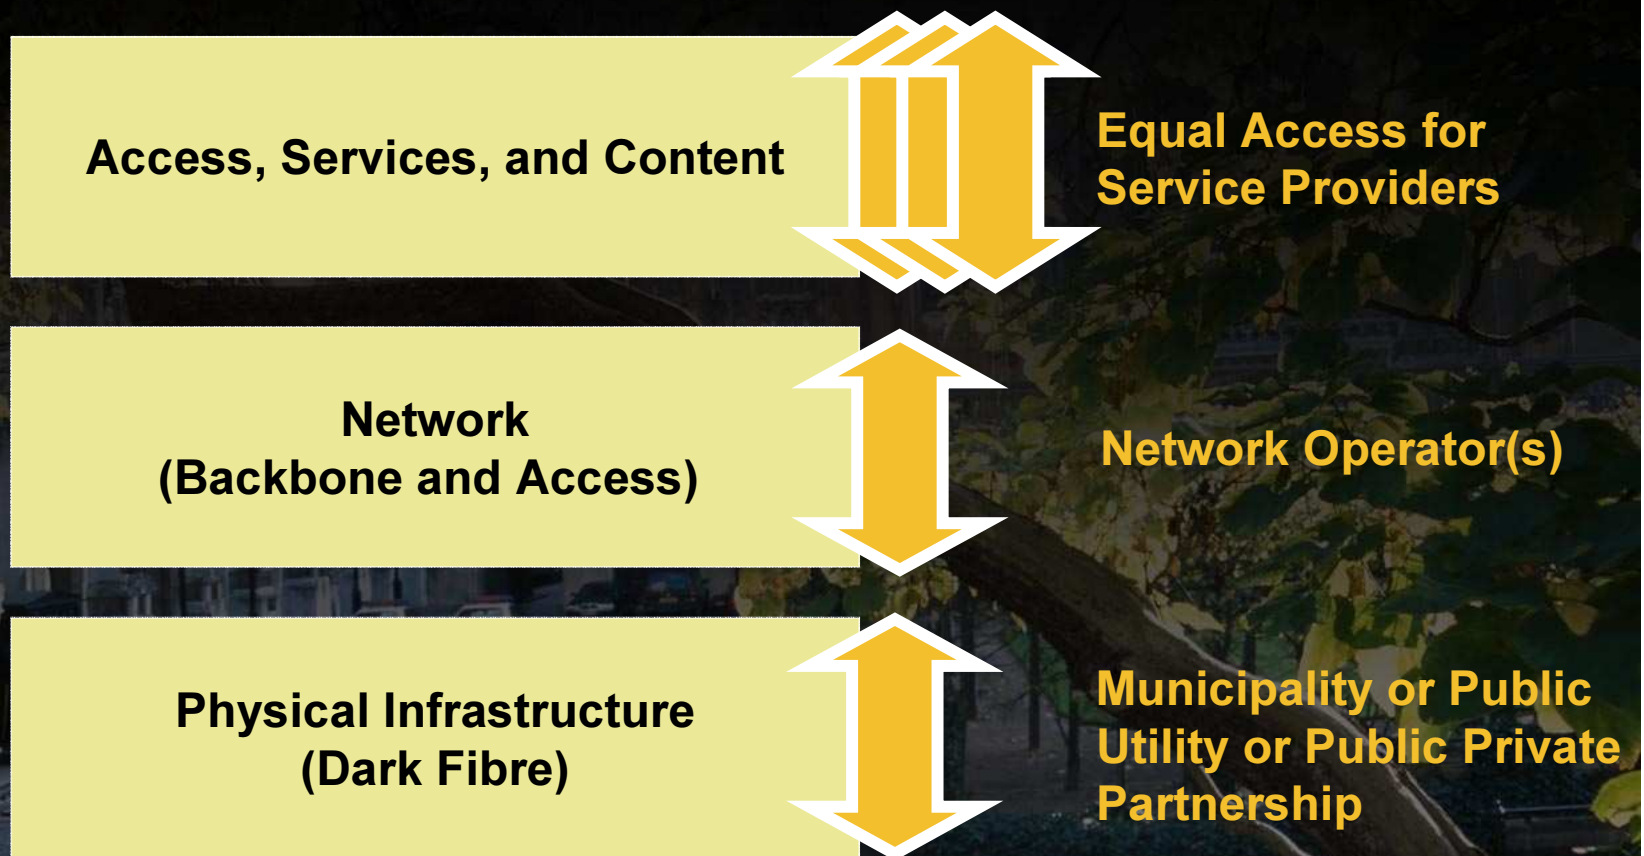 Access, Services, and Content
Equal Access for
Service Providers
Network
(Backbone and Access)
Network Operator(s)
Physical Infrastructure
(Dark Fibre)
Municipality or Public
Utility or Public Private
Partnership